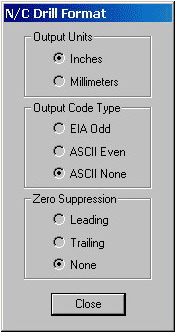 N/C Drill Format
Output Units
Inches
Millimeters
Output Code Type
EIA Odd
ASCII Even
ASCII None
Zero Suppression
Leading
Trailing
None
Close